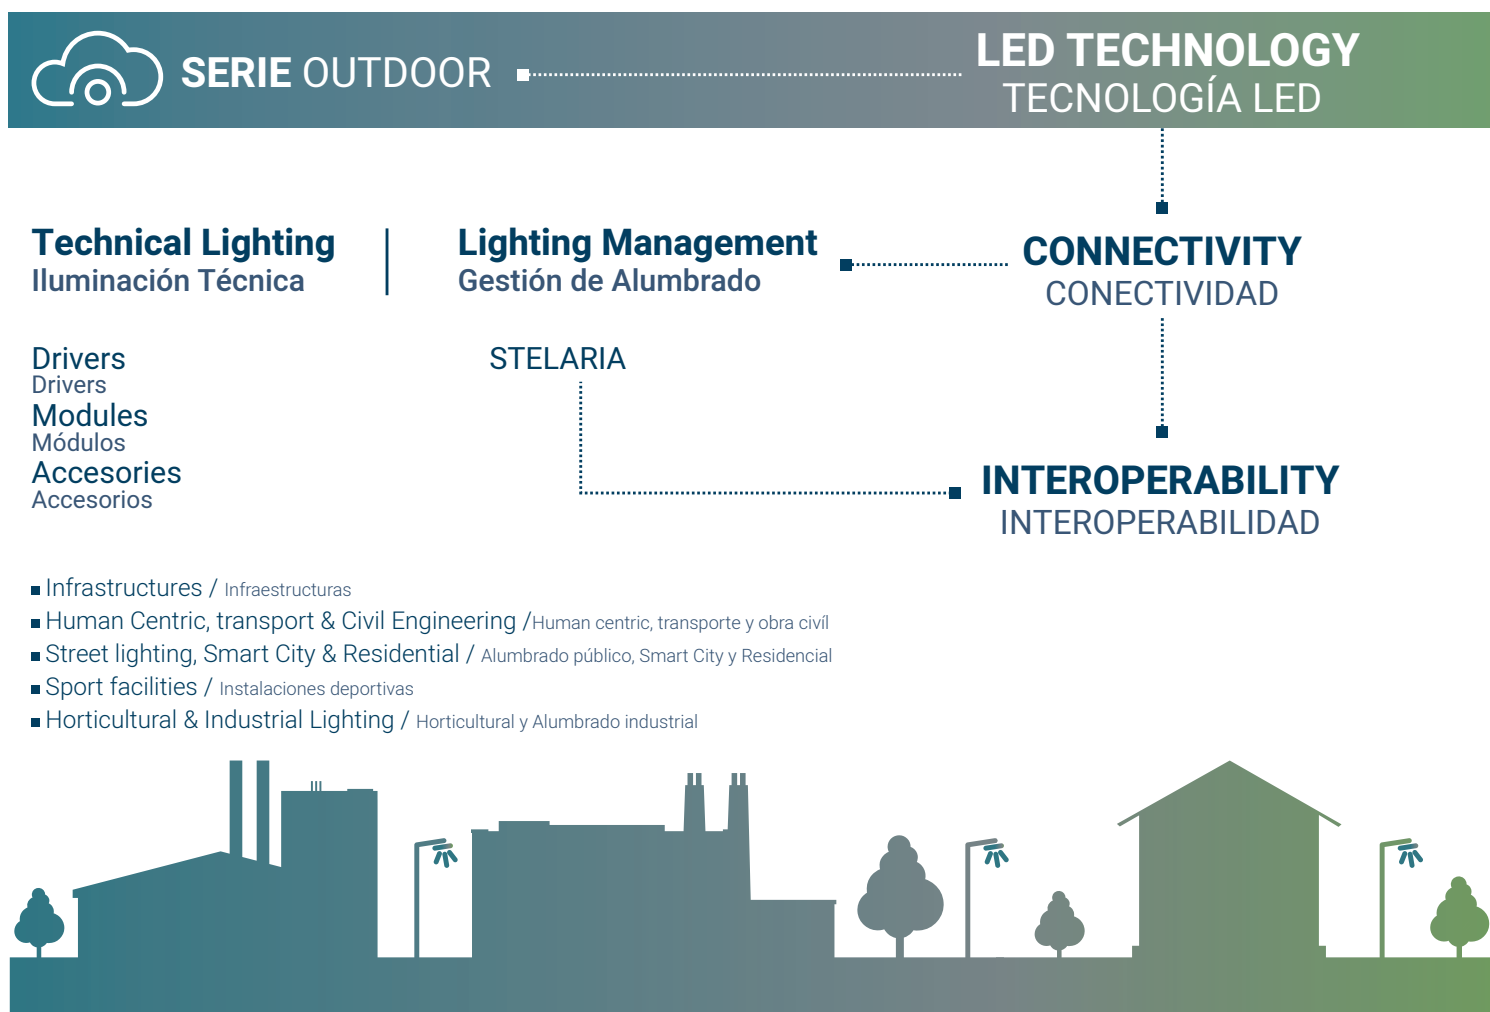 SERIE OUTDOOR
LED TECHNOLOGY
TECNOLOGÍA LED
Technical Lighting
Iluminación Técnica
Lighting Management
Gestión de Alumbrado
CONNECTIVITY
CONECTIVIDAD
Drivers
Drivers
Modules
Módulos
Accesories
Accesorios
STELARIA
INTEROPERABILITY
INTEROPERABILIDAD
Infrastructures / Infraestructuras
Human Centric, transport & Civil Engineering /Human centric, transporte y obra civíl
Street lighting, Smart City & Residential / Alumbrado público, Smart City y Residencial
Sport facilities / Instalaciones deportivas
Horticultural & Industrial Lighting / Horticultural y Alumbrado industrial